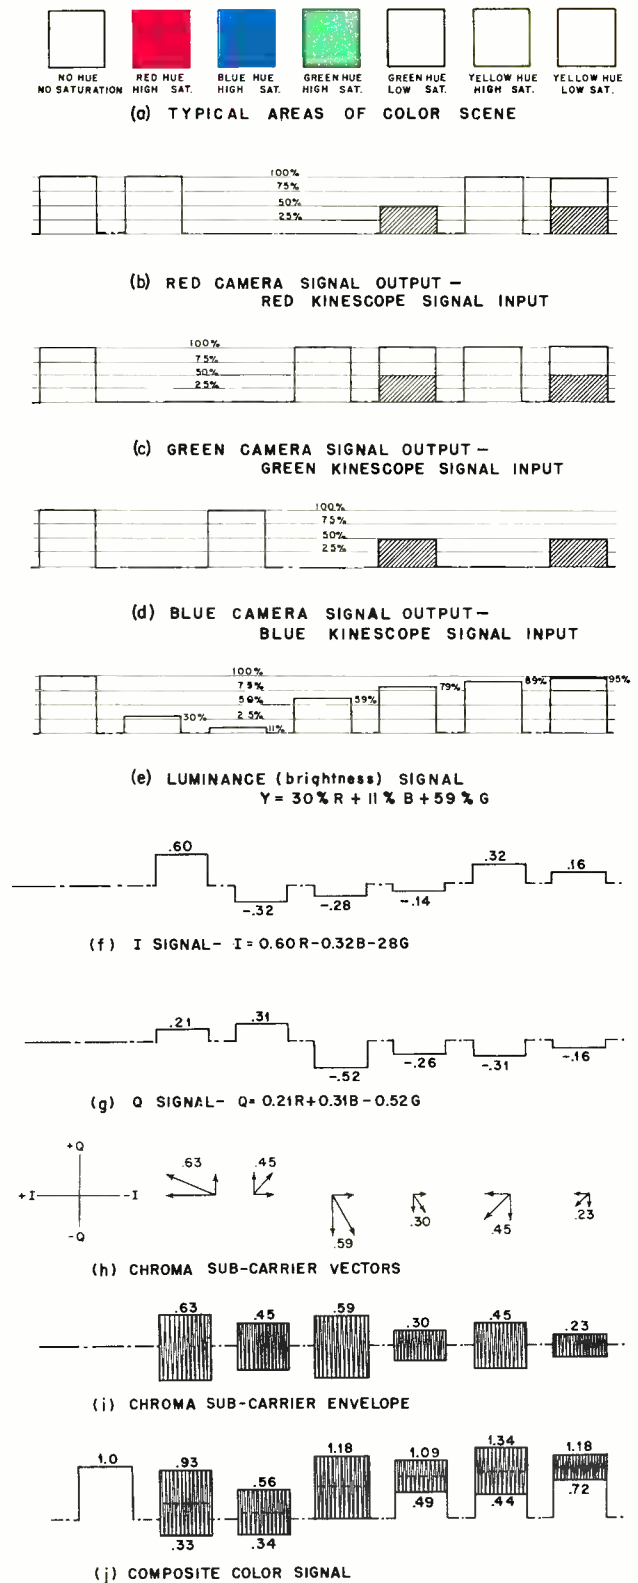 NO HUE NO SATURATION
RED HUE HIGH SAT.
BLUE HUE HIGH SAT.
GREEN HUE HIGH SAT.
GREEN HUE LOW SAT.
YELLOW HUE HIGH SAT.
YELLOW HUE LOW SAT.
(a) TYPICAL AREAS OF COLOR SCENE
100%
75%
50%
25%
(b) RED CAMERA SIGNAL OUTPUT —
RED KINESCOPE SIGNAL INPUT
100%
75%
50%
25%
(c) GREEN CAMERA SIGNAL OUTPUT —
GREEN KINESCOPE SIGNAL INPUT
100%
75%
50%
25%
(d) BLUE CAMERA SIGNAL OUTPUT —
BLUE KINESCOPE SIGNAL INPUT
100%
75%
50%
25%
30%
11%
59%
79%
89%
95%
(e) LUMINANCE (brightness) SIGNAL
Y = 30% R + 11% B + 59% G
.60
-.32
-.28
-.14
.32
.16
(f) I SIGNAL- I = 0.60R-0.32B-28G
.21
.31
-.52
-.26
-.31
-.16
(g) Q SIGNAL- Q= 0.21R+0.31B-0.52G
+Q
+I
-I
-Q
.63
.45
.59
.30
.45
.23
(h) CHROMA SUB-CARRIER VECTORS
.63
.45
.59
.30
.45
.23
(i) CHROMA SUB-CARRIER ENVELOPE
1.0
.93
.33
.56
.34
1.18
1.09
.49
1.34
.44
1.18
.72
(j) COMPOSITE COLOR SIGNAL